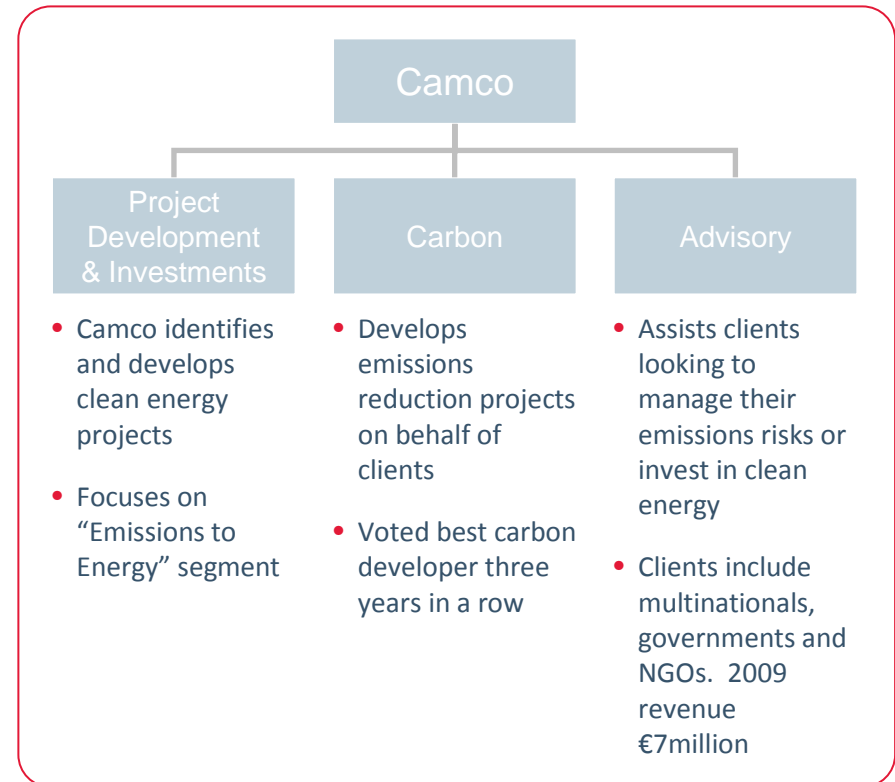 Camco
Project
Development
& Investments
Carbon
Advisory
• Camco identifies
and develops
clean energy
projects
• Focuses on
“Emissions to
Energy” segment
• Develops
emissions
reduction projects
on behalf of
clients
• Voted best carbon
developer three
years in a row
• Assists clients
looking to
manage their
emissions risks or
invest in clean
energy
• Clients include
multinationals,
governments and
NGOs.  2009
revenue
€7million